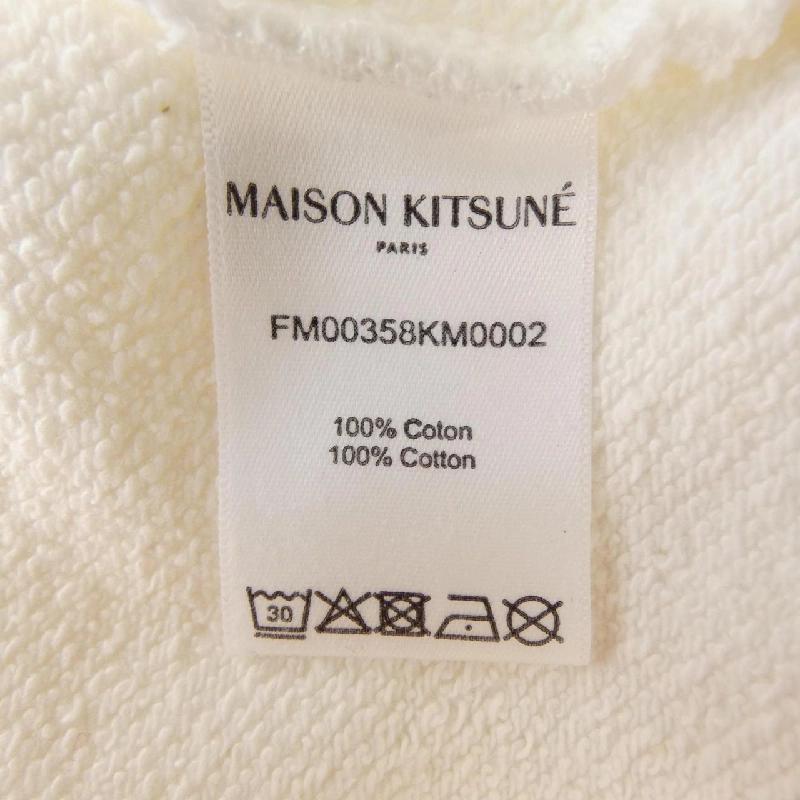 MAISON KITSUNÉ
PARIS
FM00358KM0002
100% Coton
100% Cotton
30